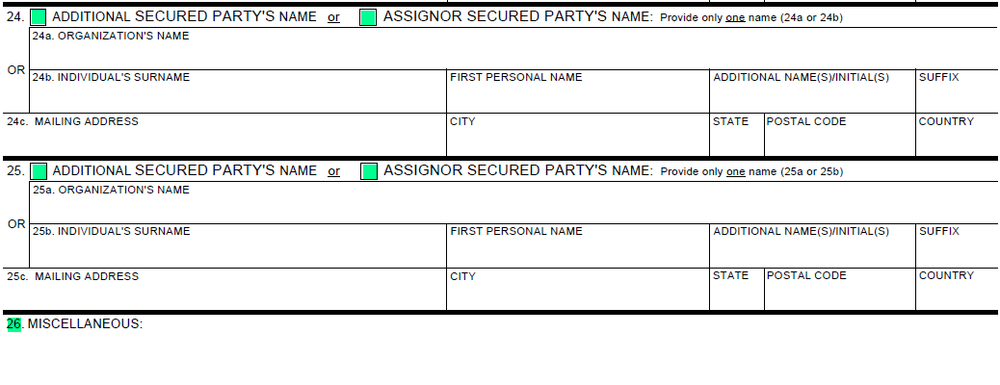 24. ADDITIONAL SECURED PARTY'S NAME or ASSIGNOR SECURED PARTY'S NAME: Provide only one name (24a or 24b)
24a. ORGANIZATION'S NAME
OR
24b. INDIVIDUAL'S SURNAME FIRST PERSONAL NAME ADDITIONAL NAME(S)/INITIAL(S) SUFFIX
24c. MAILING ADDRESS CITY STATE POSTAL CODE COUNTRY
25. ADDITIONAL SECURED PARTY'S NAME or ASSIGNOR SECURED PARTY'S NAME: Provide only one name (25a or 25b)
25a. ORGANIZATION'S NAME
OR
25b. INDIVIDUAL'S SURNAME FIRST PERSONAL NAME ADDITIONAL NAME(S)/INITIAL(S) SUFFIX
25c. MAILING ADDRESS CITY STATE POSTAL CODE COUNTRY
26. MISCELLANEOUS: